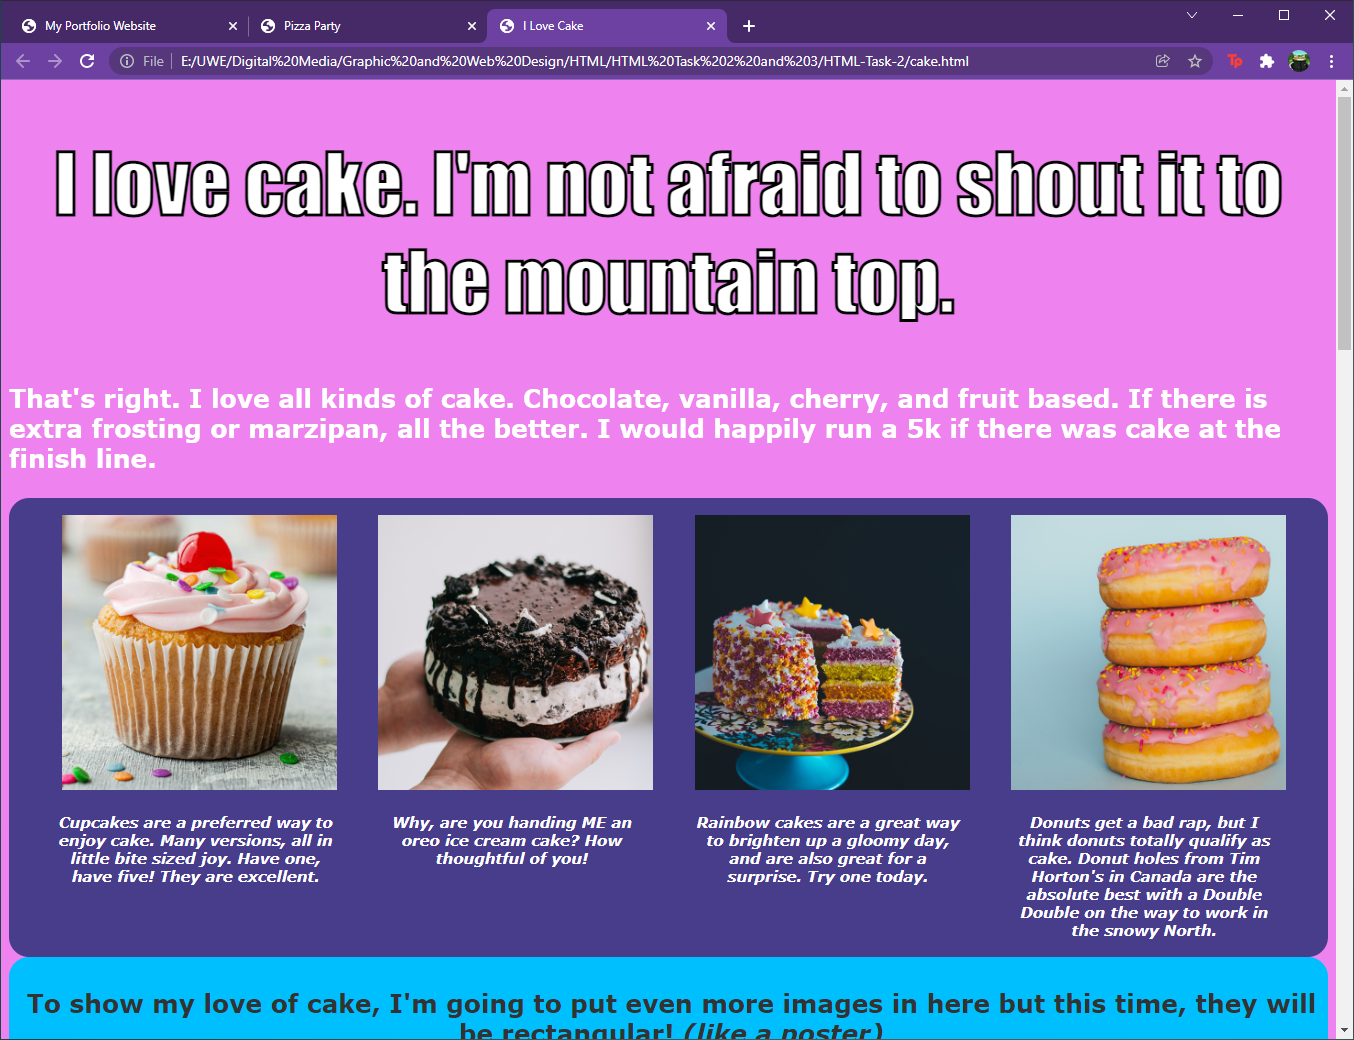 My Portfolio Website
Pizza Party
I Love Cake
File
E:/UWE/Digital%20Media/Graphic%20and%20Web%20Design/HTML/HTML%20Task%202%20and%203/HTML-Task-2/cake.html
Tp
I love cake. I'm not afraid to shout it to
the mountain top.
That's right. I love all kinds of cake. Chocolate, vanilla, cherry, and fruit based. If there is
extra frosting or marzipan, all the better. I would happily run a 5k if there was cake at the
finish line.
Cupcakes are a preferred way to
enjoy cake. Many versions, all in
little bite sized joy. Have one,
have five! They are excellent.
Why, are you handing ME an
oreo ice cream cake? How
thoughtful of you!
Rainbow cakes are a great way
to brighten up a gloomy day,
and are also great for a
surprise. Try one today.
Donuts get a bad rap, but I
think donuts totally qualify as
cake. Donut holes from Tim
Horton's in Canada are the
absolute best with a Double
Double on the way to work in
the snowy North.
To show my love of cake, I'm going to put even more images in here but this time, they will
be rectangular! (like a poster)